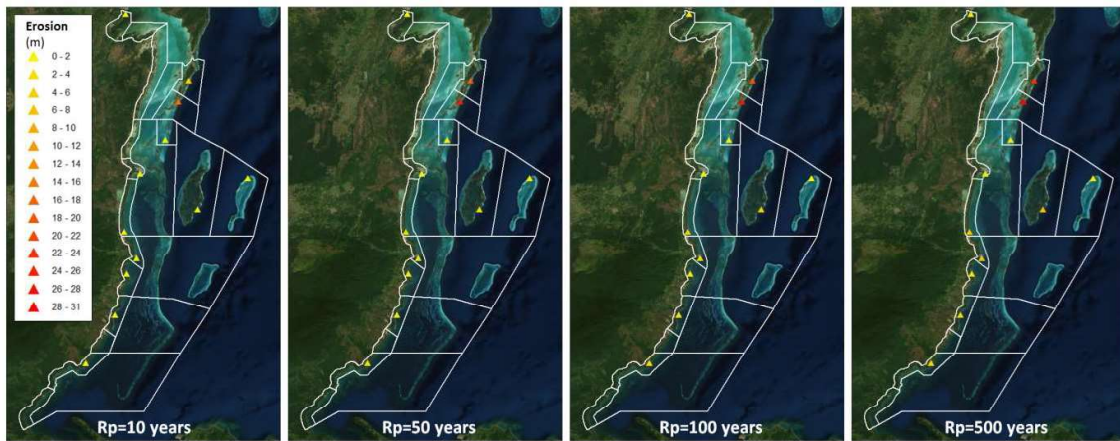 Erosion
(m)
0 - 2
2 - 4
4 - 6
6 - 8
8 - 10
10 - 12
12 - 14
14 - 16
16 - 18
18 - 20
20 - 22
22 - 24
24 - 26
26 - 28
28 - 31
Rp=10 years
Rp=50 years
Rp=100 years
Rp=500 years